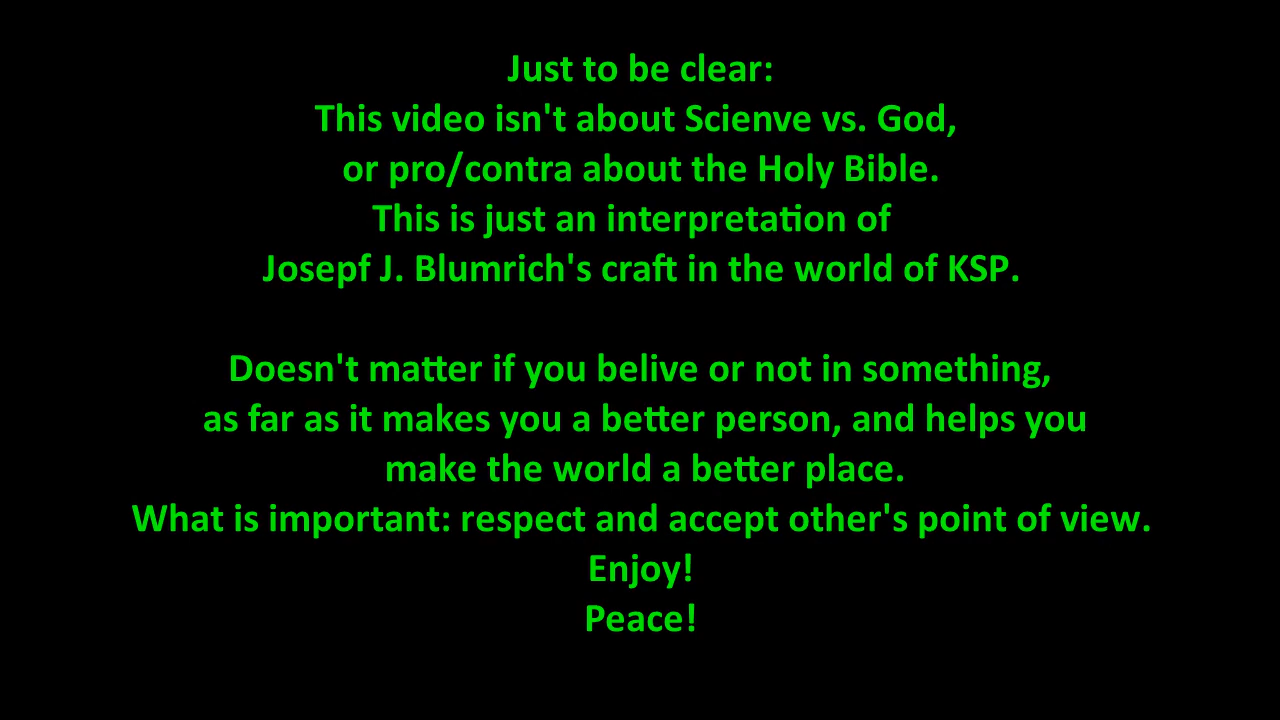 Just to be clear:
This video isn't about Scienve vs. God,
or pro/contra about the Holy Bible.
This is just an interpretation of
Josepf J. Blumrich's craft in the world of KSP.
Doesn't matter if you belive or not in something,
as far as it makes you a better person, and helps you
make the world a better place.
What is important: respect and accept other's point of view.
Enjoy!
Peace!